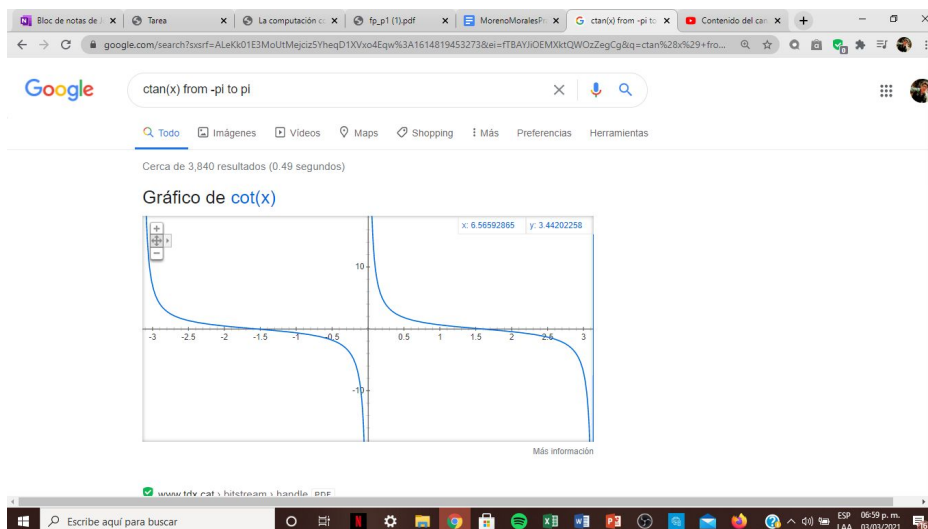 Bloc de notas de J
Tarea
La computación c
fp_p1 (1).pdf
MorenoMoralesPr
ctan(x) from -pi to
Contenido del can
google.com/search?sxsrf=ALeKk01E3MoUtMejciz5YheqD1XVxo4Eqw%3A1614819453273&ei=fTBAYJiOEMXktQWOzZegCg&q=ctan%28x%29+fro...
Google
ctan(x) from -pi to pi
Todo
Imágenes
Vídeos
Maps
Shopping
Más
Preferencias
Herramientas
Cerca de 3,840 resultados (0.49 segundos)
Gráfico de cot(x)
x: 6.56592865 y: 3.44202258
10
-3 -2.5 -2 -1.5 -1 -0.5 0.5 1 1.5 2 2.5 3
-10
Más información
www.tdx.cat › bitstream › handle PDF
Escribe aquí para buscar
ESP 06:59 p. m.
LAA 03/03/2021